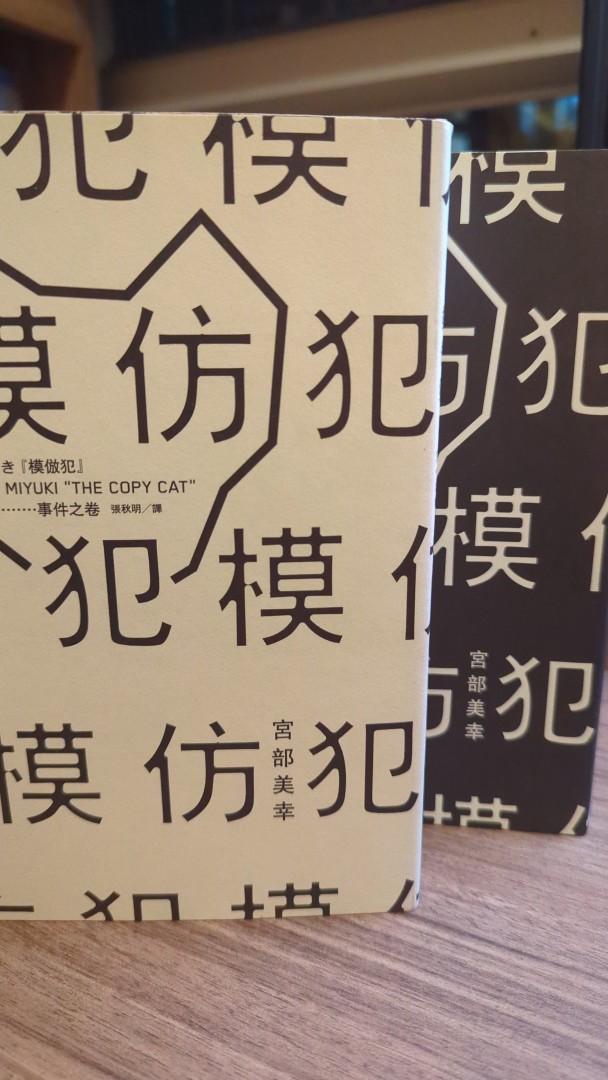 犯模
模仿犯
き『模倣犯』
MIYUKI "THE COPY CAT"
………事件之卷 張秋明／譯
犯模
模仿犯
宮部美幸
犯模
模
犯
模
犯
宮部美幸